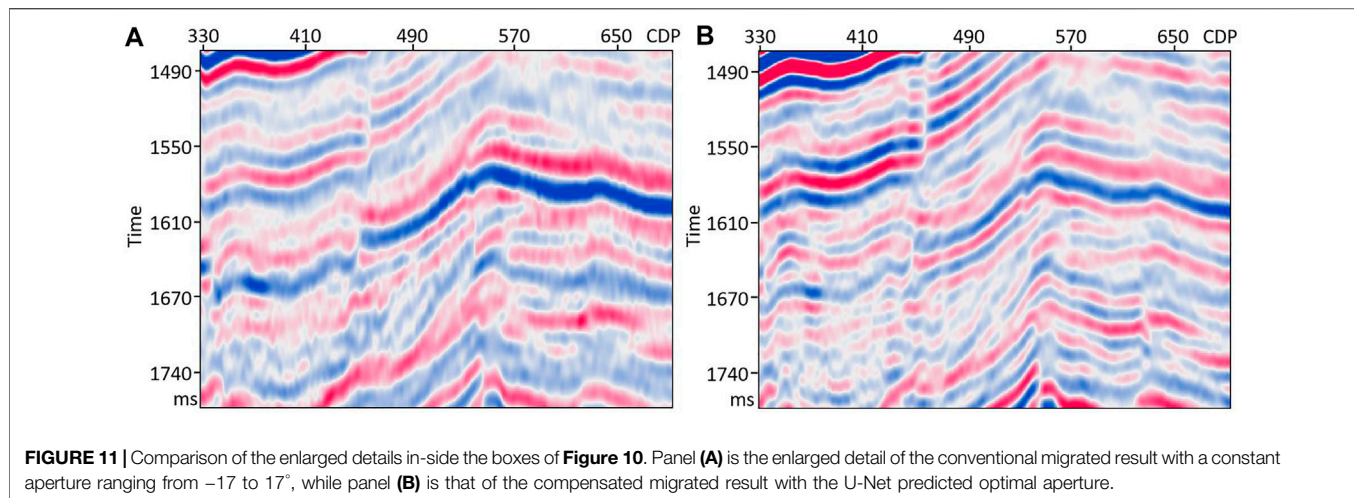 A 330 410 490 570 650 CDP
1490
1550
1610
1670
1740
ms
Time
B 330 410 490 570 650 CDP
1490
1550
1610
1670
1740
ms
Time
FIGURE 11 | Comparison of the enlarged details in-side the boxes of Figure 10. Panel (A) is the enlarged detail of the conventional migrated result with a constant
aperture ranging from −17 to 17°, while panel (B) is that of the compensated migrated result with the U-Net predicted optimal aperture.